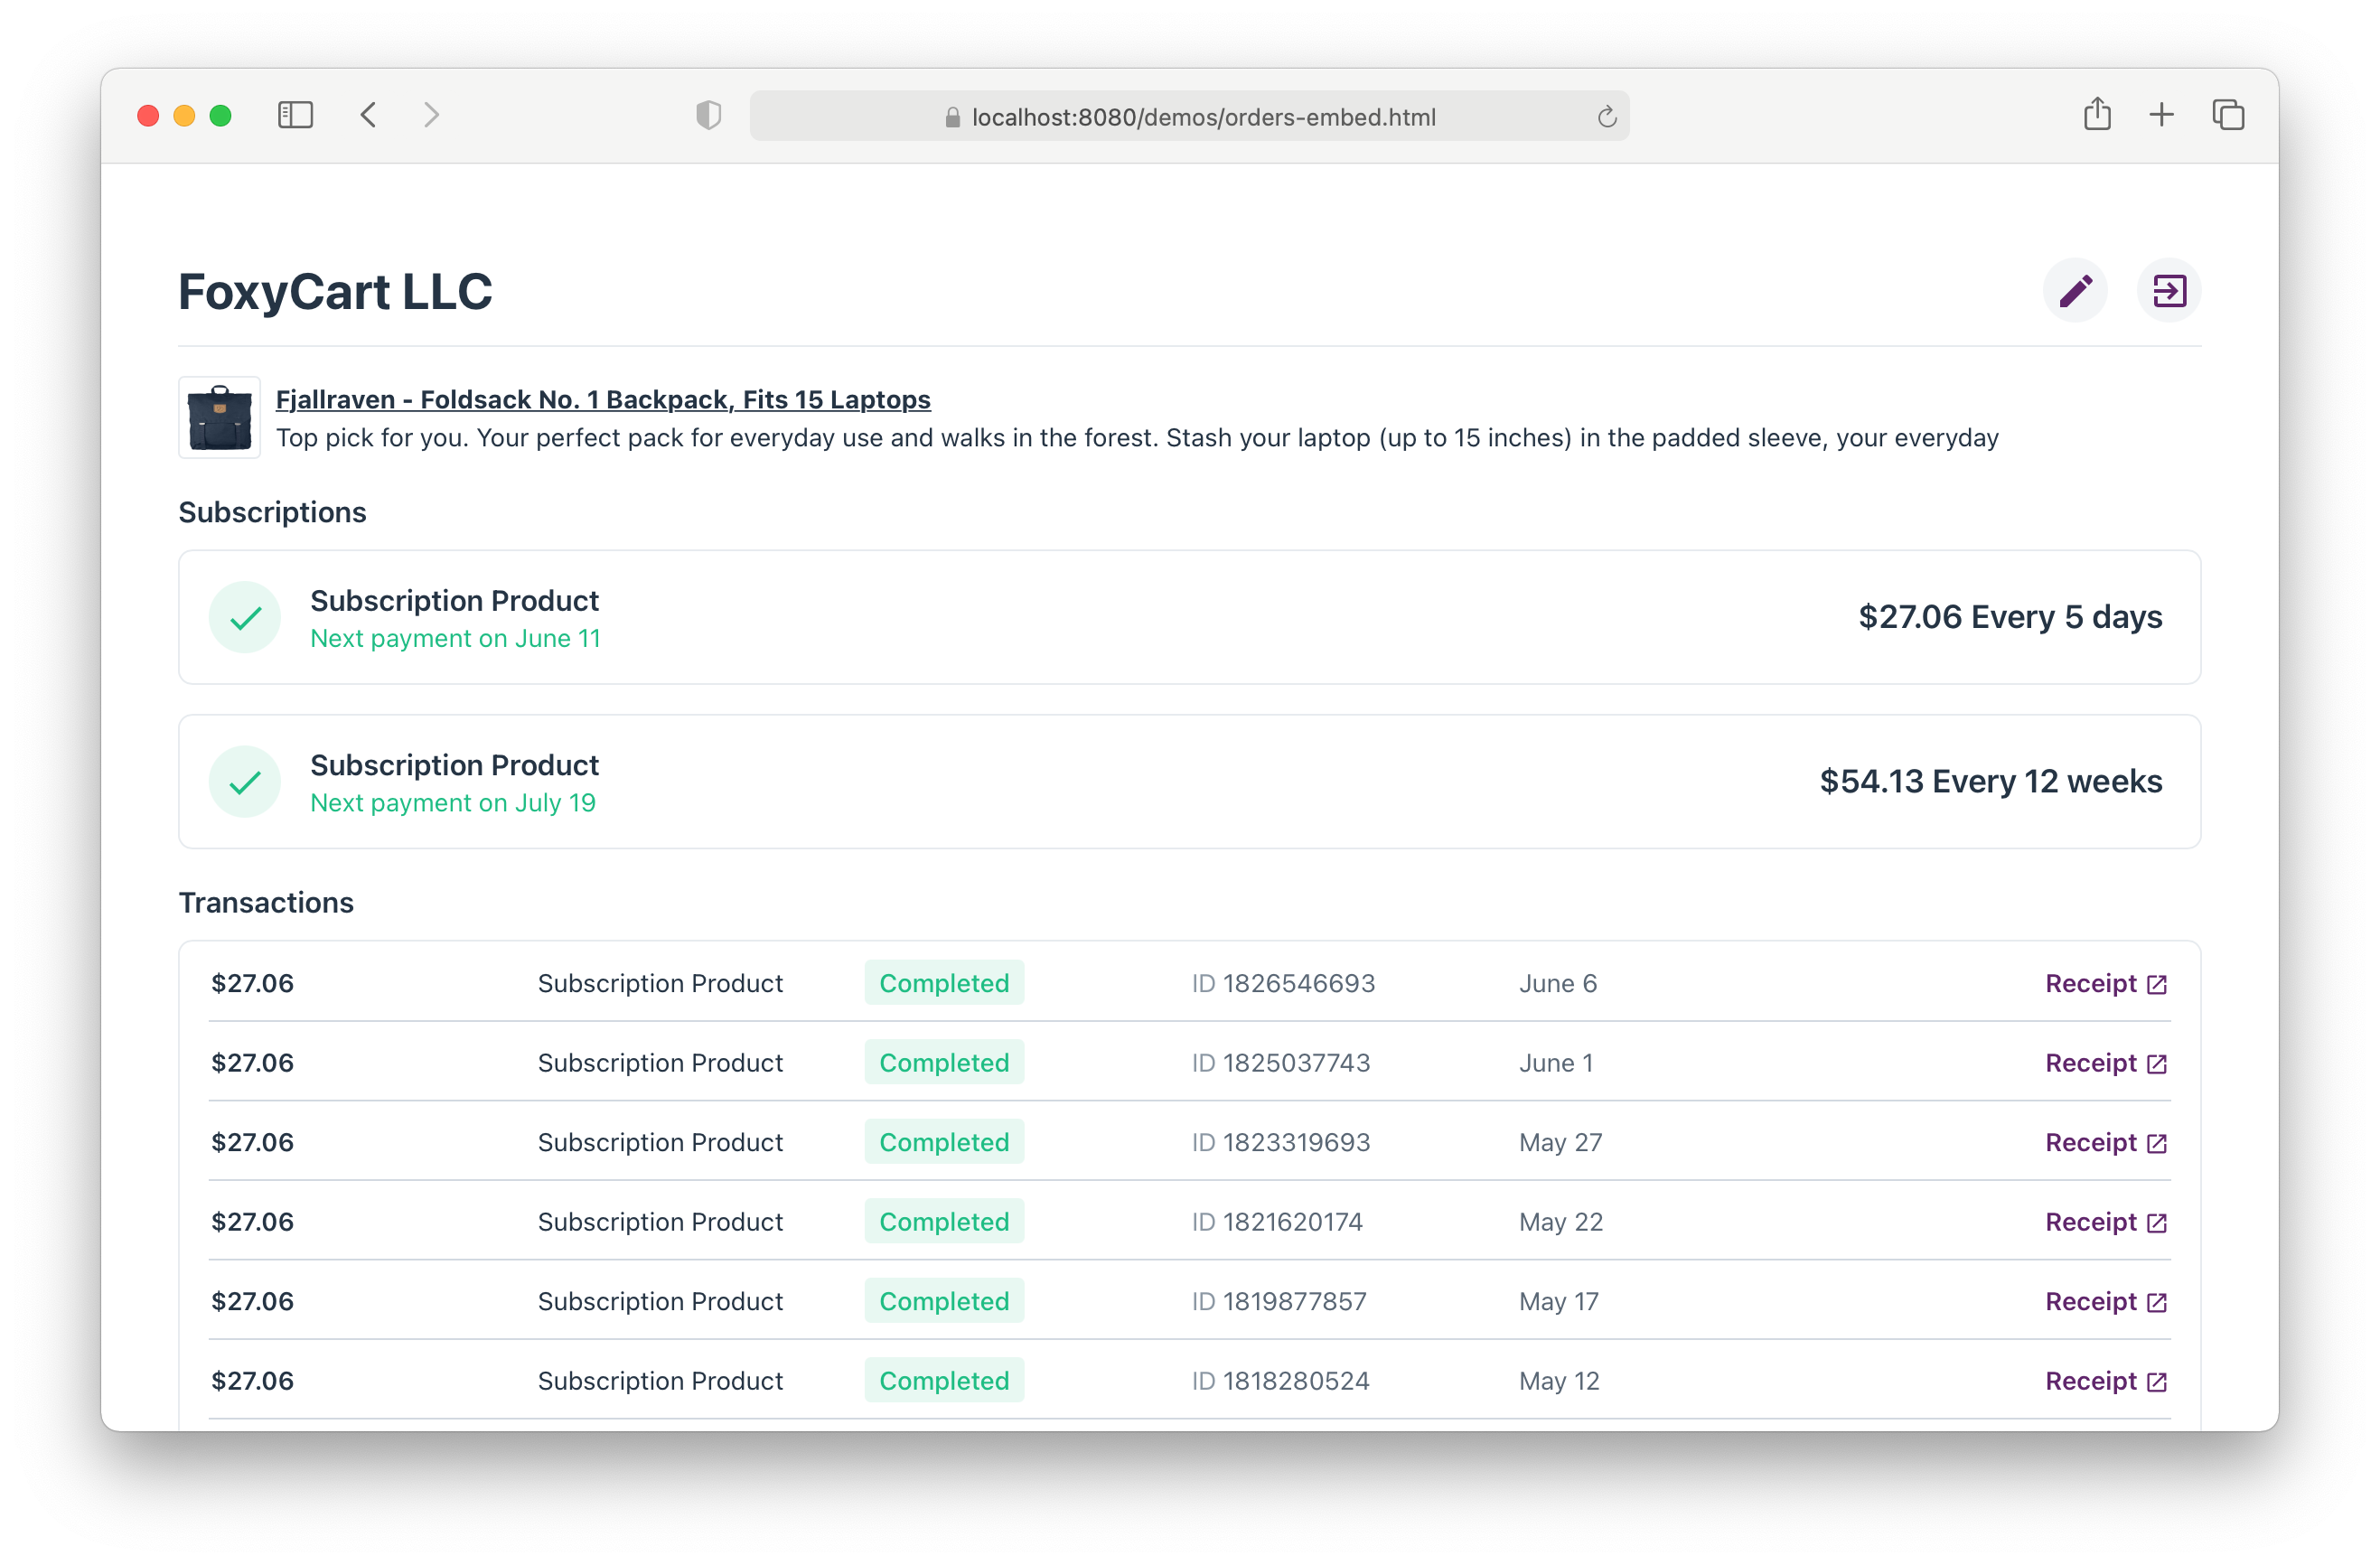 localhost:8080/demos/orders-embed.html
FoxyCart LLC
Fjallraven - Foldsack No. 1 Backpack, Fits 15 Laptops
Top pick for you. Your perfect pack for everyday use and walks in the forest. Stash your laptop (up to 15 inches) in the padded sleeve, your everyday
Subscriptions
Subscription Product
Next payment on June 11
$27.06 Every 5 days
Subscription Product
Next payment on July 19
$54.13 Every 12 weeks
Transactions
$27.06 Subscription Product Completed ID 1826546693 June 6 Receipt
$27.06 Subscription Product Completed ID 1825037743 June 1 Receipt
$27.06 Subscription Product Completed ID 1823319693 May 27 Receipt
$27.06 Subscription Product Completed ID 1821620174 May 22 Receipt
$27.06 Subscription Product Completed ID 1819877857 May 17 Receipt
$27.06 Subscription Product Completed ID 1818280524 May 12 Receipt